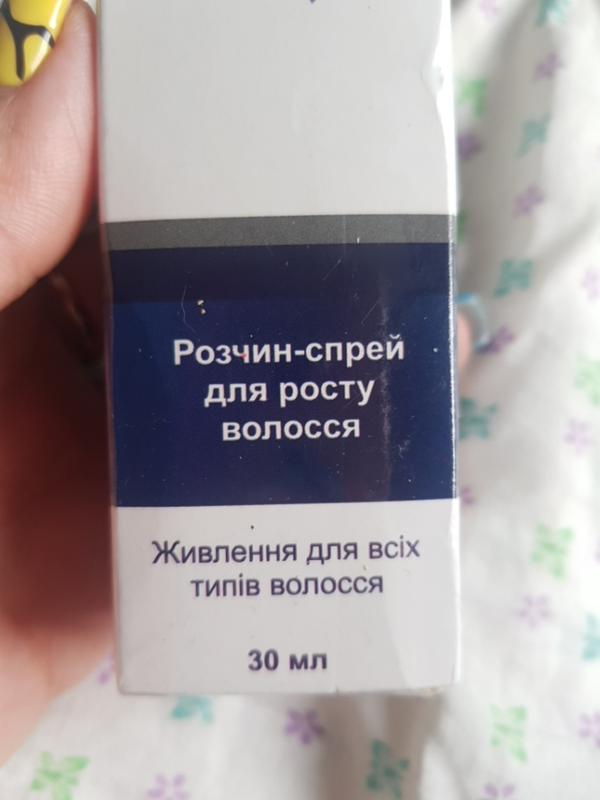 Розчин-спрей
для росту
волосся
Живлення для всіх
типів волосся
30 мл